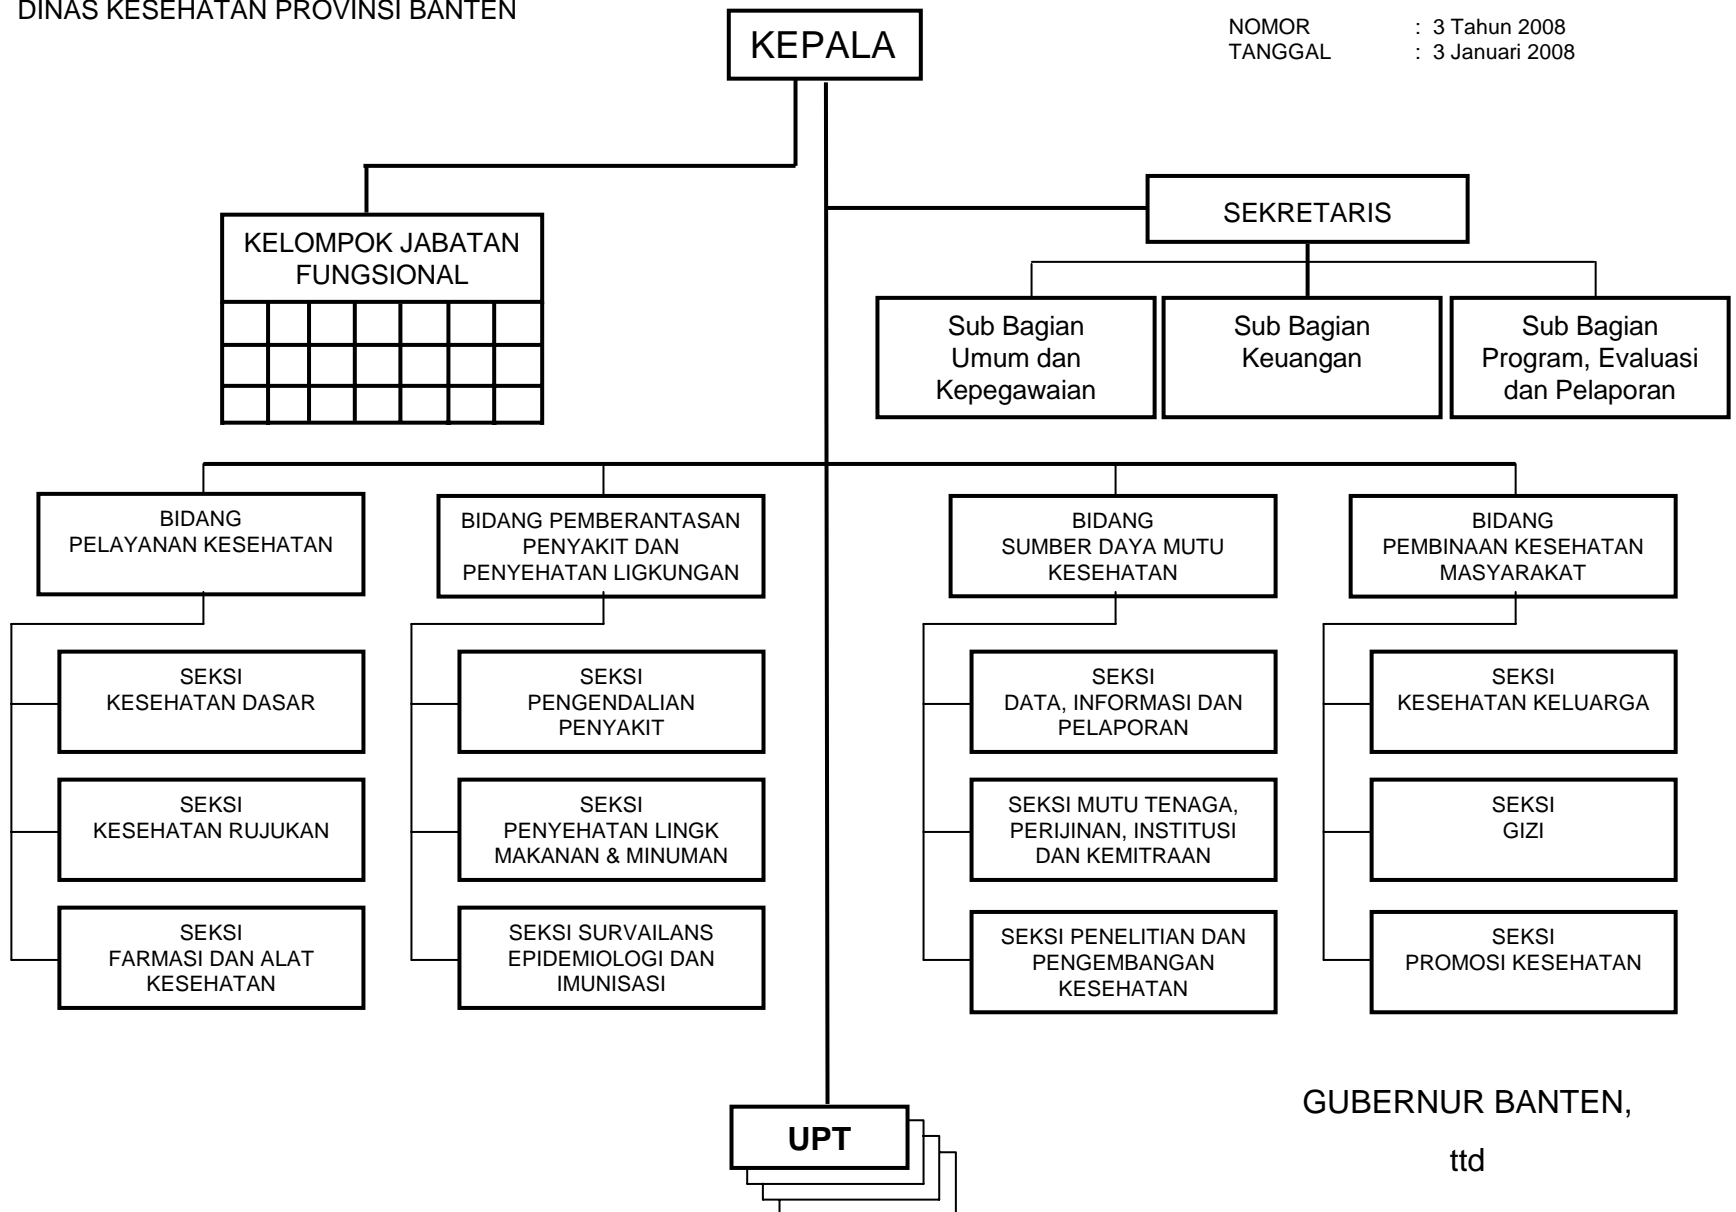 DINAS KESEHATAN PROVINSI BANTEN
KEPALA
NOMOR : 3 Tahun 2008
TANGGAL : 3 Januari 2008
SEKRETARIS
KELOMPOK JABATAN
FUNGSIONAL
Sub Bagian
Umum dan
Kepegawaian
Sub Bagian
Keuangan
Sub Bagian
Program, Evaluasi
dan Pelaporan
BIDANG
PELAYANAN KESEHATAN
BIDANG PEMBERANTASAN
PENYAKIT DAN
PENYEHATAN LIGKUNGAN
BIDANG
SUMBER DAYA MUTU
KESEHATAN
BIDANG
PEMBINAAN KESEHATAN
MASYARAKAT
SEKSI
KESEHATAN DASAR
SEKSI
PENGENDALIAN
PENYAKIT
SEKSI
DATA, INFORMASI DAN
PELAPORAN
SEKSI
KESEHATAN KELUARGA
SEKSI
KESEHATAN RUJUKAN
SEKSI
PENYEHATAN LINGK
MAKANAN & MINUMAN
SEKSI MUTU TENAGA,
PERIJINAN, INSTITUSI
DAN KEMITRAAN
SEKSI
GIZI
SEKSI
FARMASI DAN ALAT
KESEHATAN
SEKSI SURVAILANS
EPIDEMIOLOGI DAN
IMUNISASI
SEKSI PENELITIAN DAN
PENGEMBANGAN
KESEHATAN
SEKSI
PROMOSI KESEHATAN
UPT
GUBERNUR BANTEN,
ttd